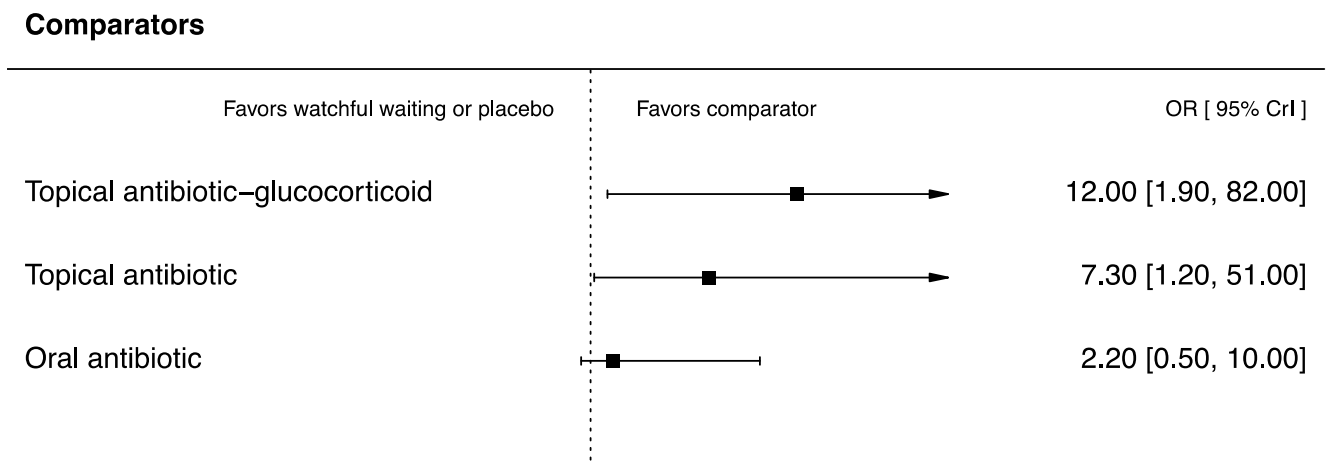 Comparators
Favors watchful waiting or placebo Favors comparator OR [ 95% CrI ]
Topical antibiotic−glucocorticoid 12.00 [1.90, 82.00]
Topical antibiotic 7.30 [1.20, 51.00]
Oral antibiotic 2.20 [0.50, 10.00]